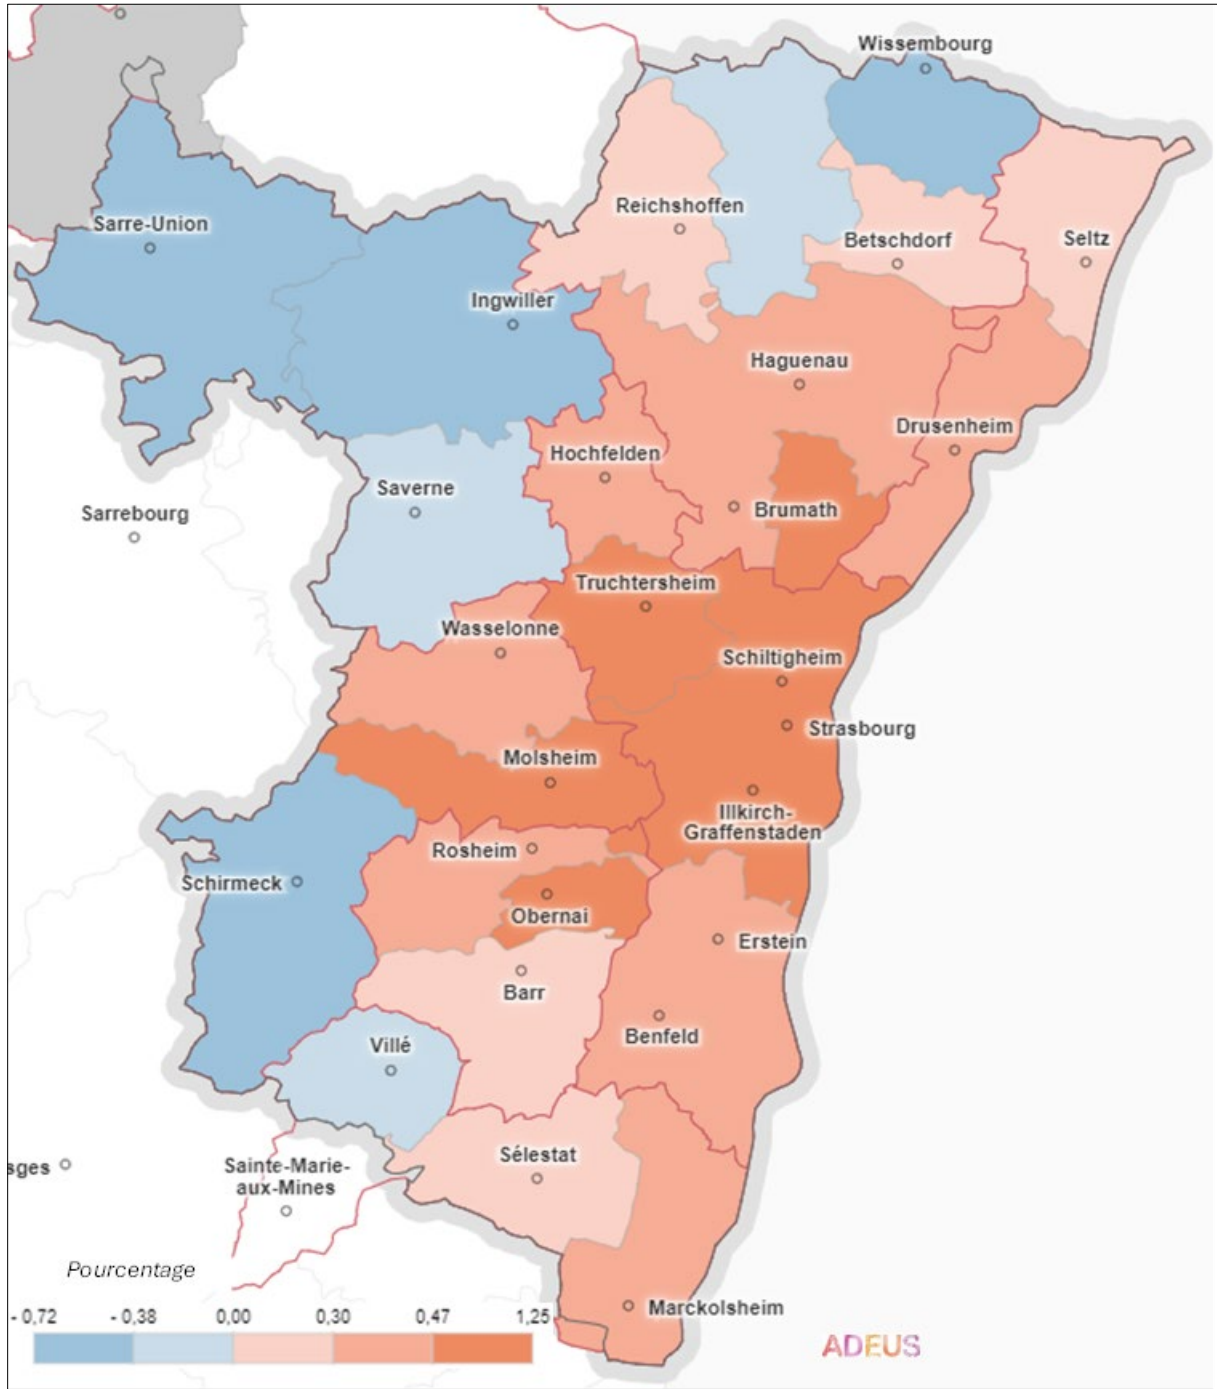 Wissembourg
Reichshoffen
Sarre-Union
Betschdorf
Seltz
Ingwiller
Haguenau
Drusenheim
Hochfelden
Saverne
Sarrebourg
Brumath
Truchtersheim
Wasselonne
Schiltigheim
Strasbourg
Molsheim
Illkirch-
Graffenstaden
Rosheim
Schirmeck
Obernai
Erstein
Barr
Benfeld
Villé
Sélestat
sges
Sainte-Marie-
aux-Mines
Pourcentage
Marckolsheim
- 0,72 - 0,38 0,00 0,30 0,47 1,25
ADEUS